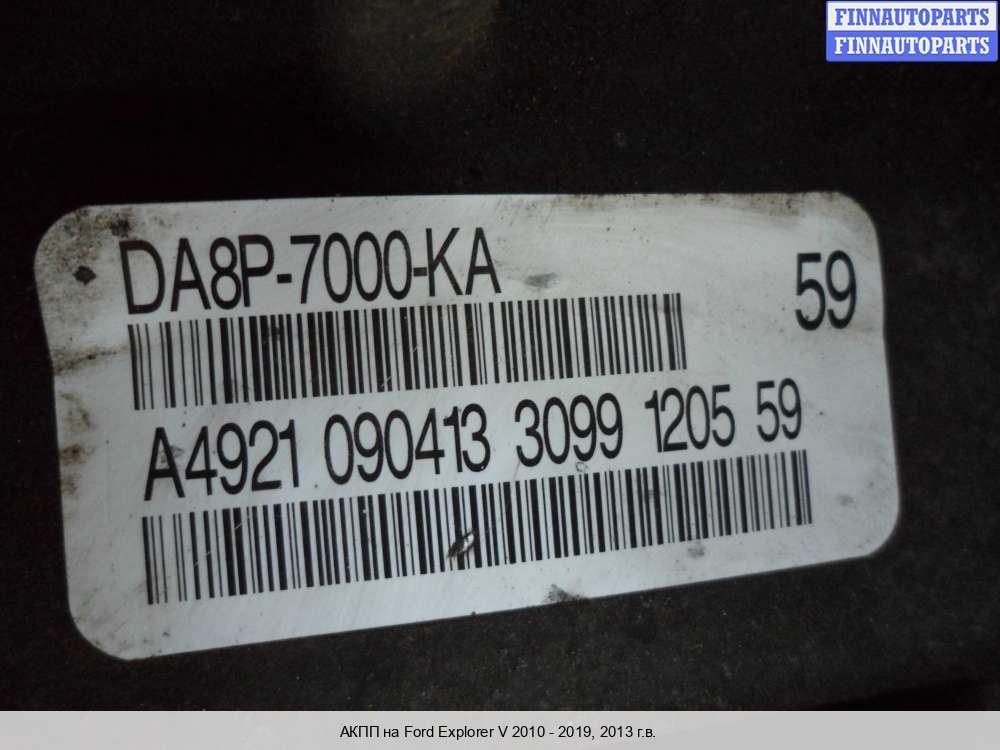 FINNAUTOPARTS
FINNAUTOPARTS
DA8P-7000-KA
59
A4921 090413 3099 1205 59
АКПП на Ford Explorer V 2010 - 2019, 2013 г.в.